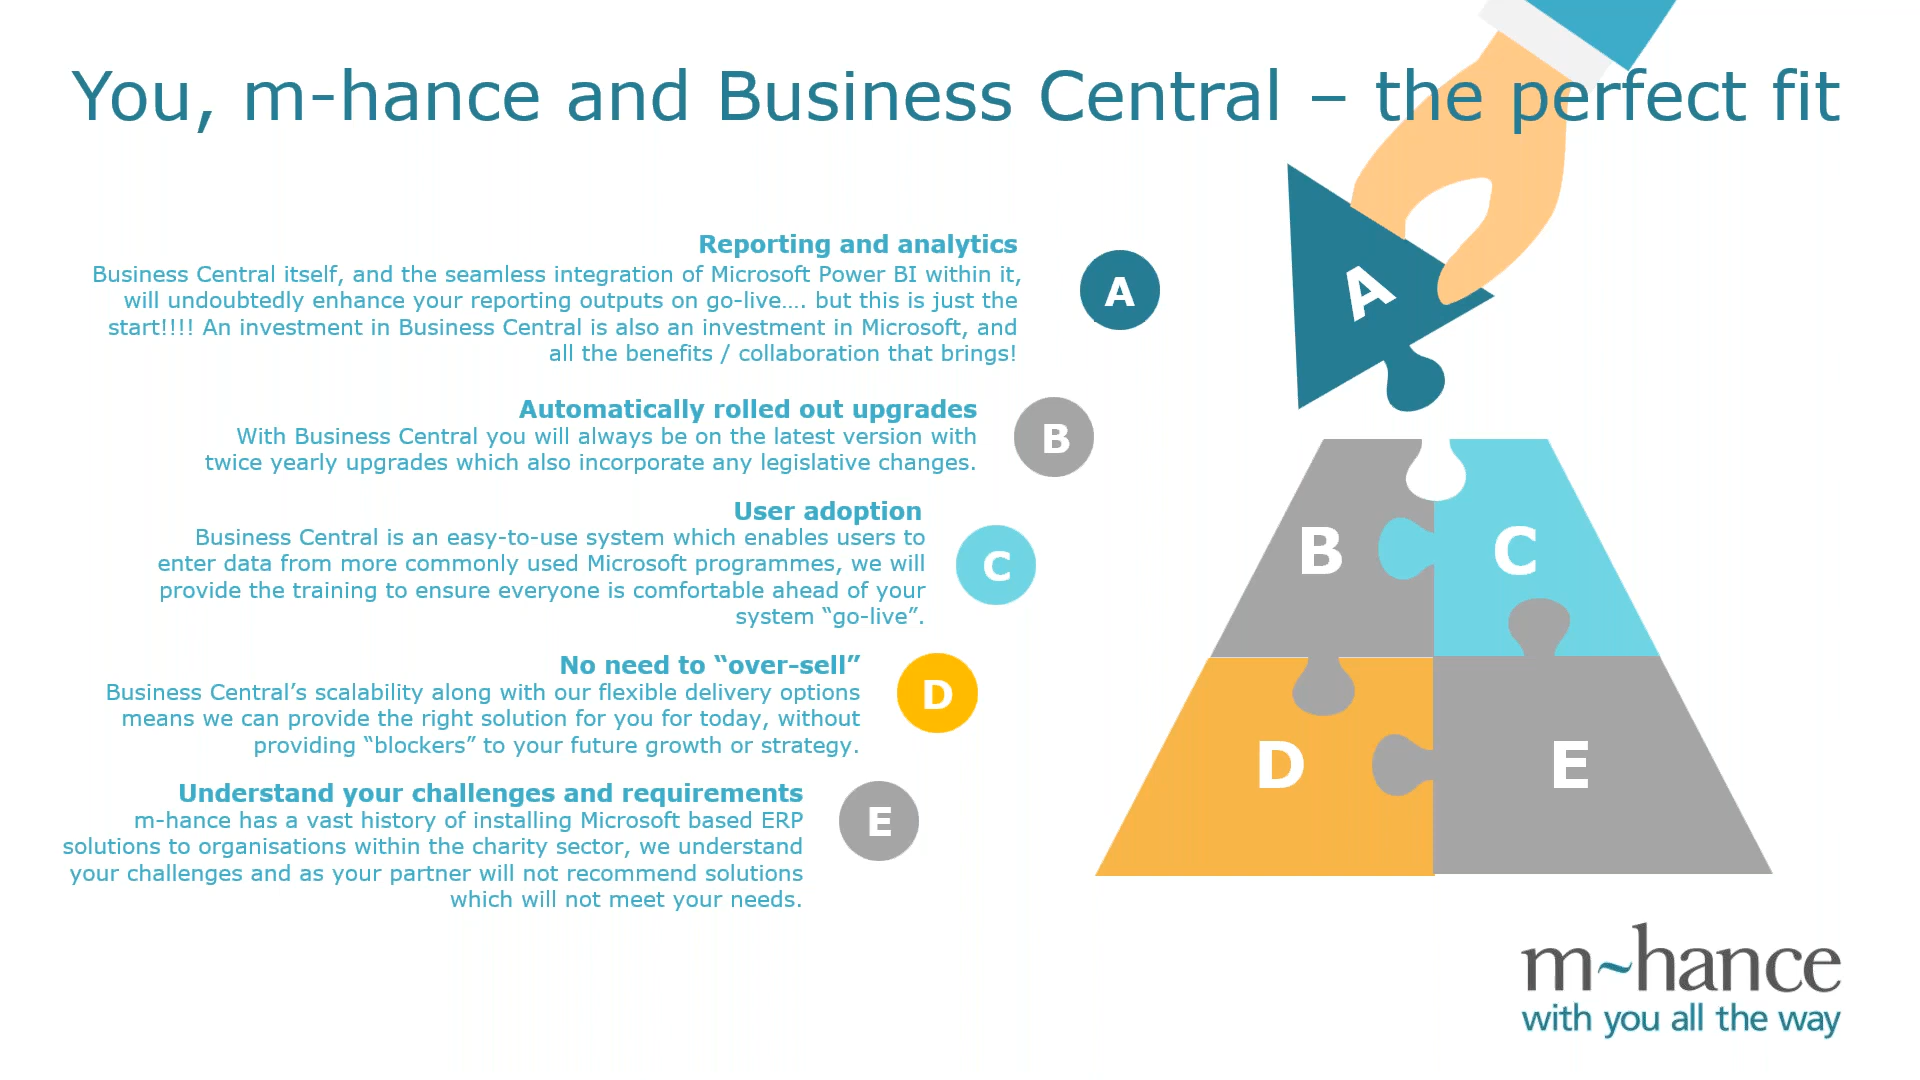 You, m-hance and Business Central – the perfect fit
Reporting and analytics
Business Central itself, and the seamless integration of Microsoft Power BI within it,
will undoubtedly enhance your reporting outputs on go-live…. but this is just the
start!!!! An investment in Business Central is also an investment in Microsoft, and
all the benefits / collaboration that brings!
A
Automatically rolled out upgrades
With Business Central you will always be on the latest version with
twice yearly upgrades which also incorporate any legislative changes.
B
User adoption
Business Central is an easy-to-use system which enables users to
enter data from more commonly used Microsoft programmes, we will
provide the training to ensure everyone is comfortable ahead of your
system “go-live”.
C
No need to “over-sell”
Business Central’s scalability along with our flexible delivery options
means we can provide the right solution for you for today, without
providing “blockers” to your future growth or strategy.
D
Understand your challenges and requirements
m-hance has a vast history of installing Microsoft based ERP
solutions to organisations within the charity sector, we understand
your challenges and as your partner will not recommend solutions
which will not meet your needs.
E
A
B C
D E
m~hance
with you all the way